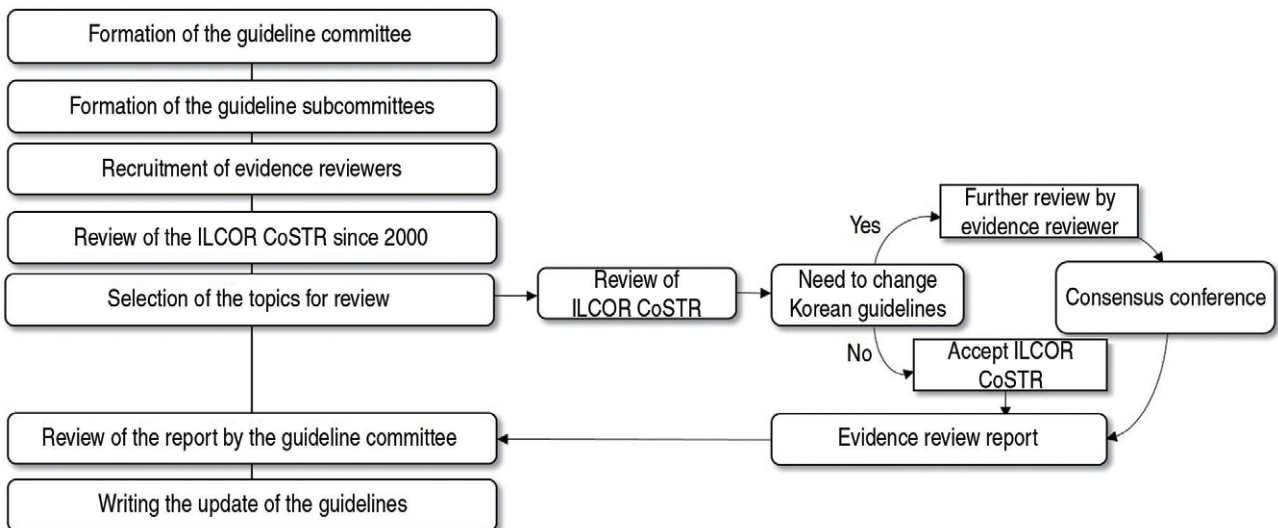 Formation of the guideline committee
Formation of the guideline subcommittees
Recruitment of evidence reviewers
Review of the ILCOR CoSTR since 2000
Selection of the topics for review
Review of
ILCOR CoSTR
Need to change
Korean guidelines
Yes
Further review by
evidence reviewer
Consensus conference
No
Accept ILCOR
CoSTR
Evidence review report
Review of the report by the guideline committee
Writing the update of the guidelines